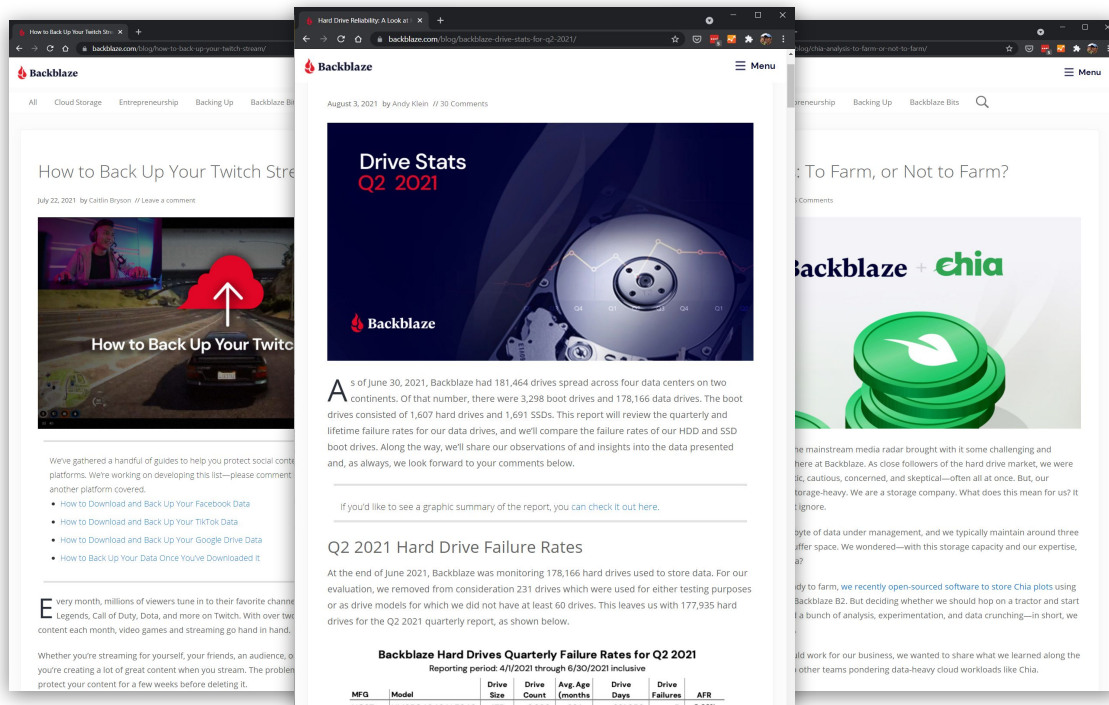 How to Back Up Your Twitch Stre
backblaze.com/blog/how-to-back-up-your-twitch-stream/
Backblaze
All Cloud Storage Entrepreneurship Backing Up Backblaze Bi
How to Back Up Your Twitch Stre
July 22, 2021 by Caitlin Bryson // Leave a comment
How to Back Up Your Twitc
We've gathered a handful of guides to help you protect social conte
platforms. We're working on developing this list—please comment
another platform covered.
How to Download and Back Up Your Facebook Data
How to Download and Back Up Your TikTok Data
How to Download and Back Up Your Google Drive Data
How to Back Up Your Data Once You've Downloaded It
Every month, millions of viewers tune in to their favorite channe
Legends, Call of Duty, Dota, and more on Twitch. With over two
content each month, video games and streaming go hand in hand.
Whether you're streaming for yourself, your friends, an audience, o
you're creating a lot of great content when you stream. The problem
protect your content for a few weeks before deleting it.
Hard Drive Reliability: A Look at
backblaze.com/blog/backblaze-drive-stats-for-q2-2021/
Backblaze
Menu
August 3, 2021 by Andy Klein // 30 Comments
Drive Stats
Q2 2021
Q4 Q1 Q3 Q4 Q1
Backblaze
As of June 30, 2021, Backblaze had 181,464 drives spread across four data centers on two
continents. Of that number, there were 3,298 boot drives and 178,166 data drives. The boot
drives consisted of 1,607 hard drives and 1,691 SSDs. This report will review the quarterly and
lifetime failure rates for our data drives, and we'll compare the failure rates of our HDD and SSD
boot drives. Along the way, we'll share our observations of and insights into the data presented
and, as always, we look forward to your comments below.
If you'd like to see a graphic summary of the report, you can check it out here.
Q2 2021 Hard Drive Failure Rates
At the end of June 2021, Backblaze was monitoring 178,166 hard drives used to store data. For our
evaluation, we removed from consideration 231 drives which were used for either testing purposes
or as drive models for which we did not have at least 60 drives. This leaves us with 177,935 hard
drives for the Q2 2021 quarterly report, as shown below.
Backblaze Hard Drives Quarterly Failure Rates for Q2 2021
Reporting period: 4/1/2021 through 6/30/2021 inclusive
MFG Model Drive Size Drive Count Avg. Age (months Drive Days Drive Failures AFR
log/chia-analysis-to-farm-or-not-to-farm/
Menu
preneurship Backing Up Backblaze Bits
: To Farm, or Not to Farm?
Comments
Backblaze + chia
he mainstream media radar brought with it some challenging and
here at Backblaze. As close followers of the hard drive market, we were
tic, cautious, concerned, and skeptical—often all at once. But, our
torage-heavy. We are a storage company. What does this mean for us? It
ignore.
byte of data under management, and we typically maintain around three
uffer space. We wondered—with this storage capacity and our expertise,
a?
dy to farm, we recently open-sourced software to store Chia plots using
Backblaze B2. But deciding whether we should hop on a tractor and start
a bunch of analysis, experimentation, and data crunching—in short, we
uld work for our business, we wanted to share what we learned along the
other teams pondering data-heavy cloud workloads like Chia.